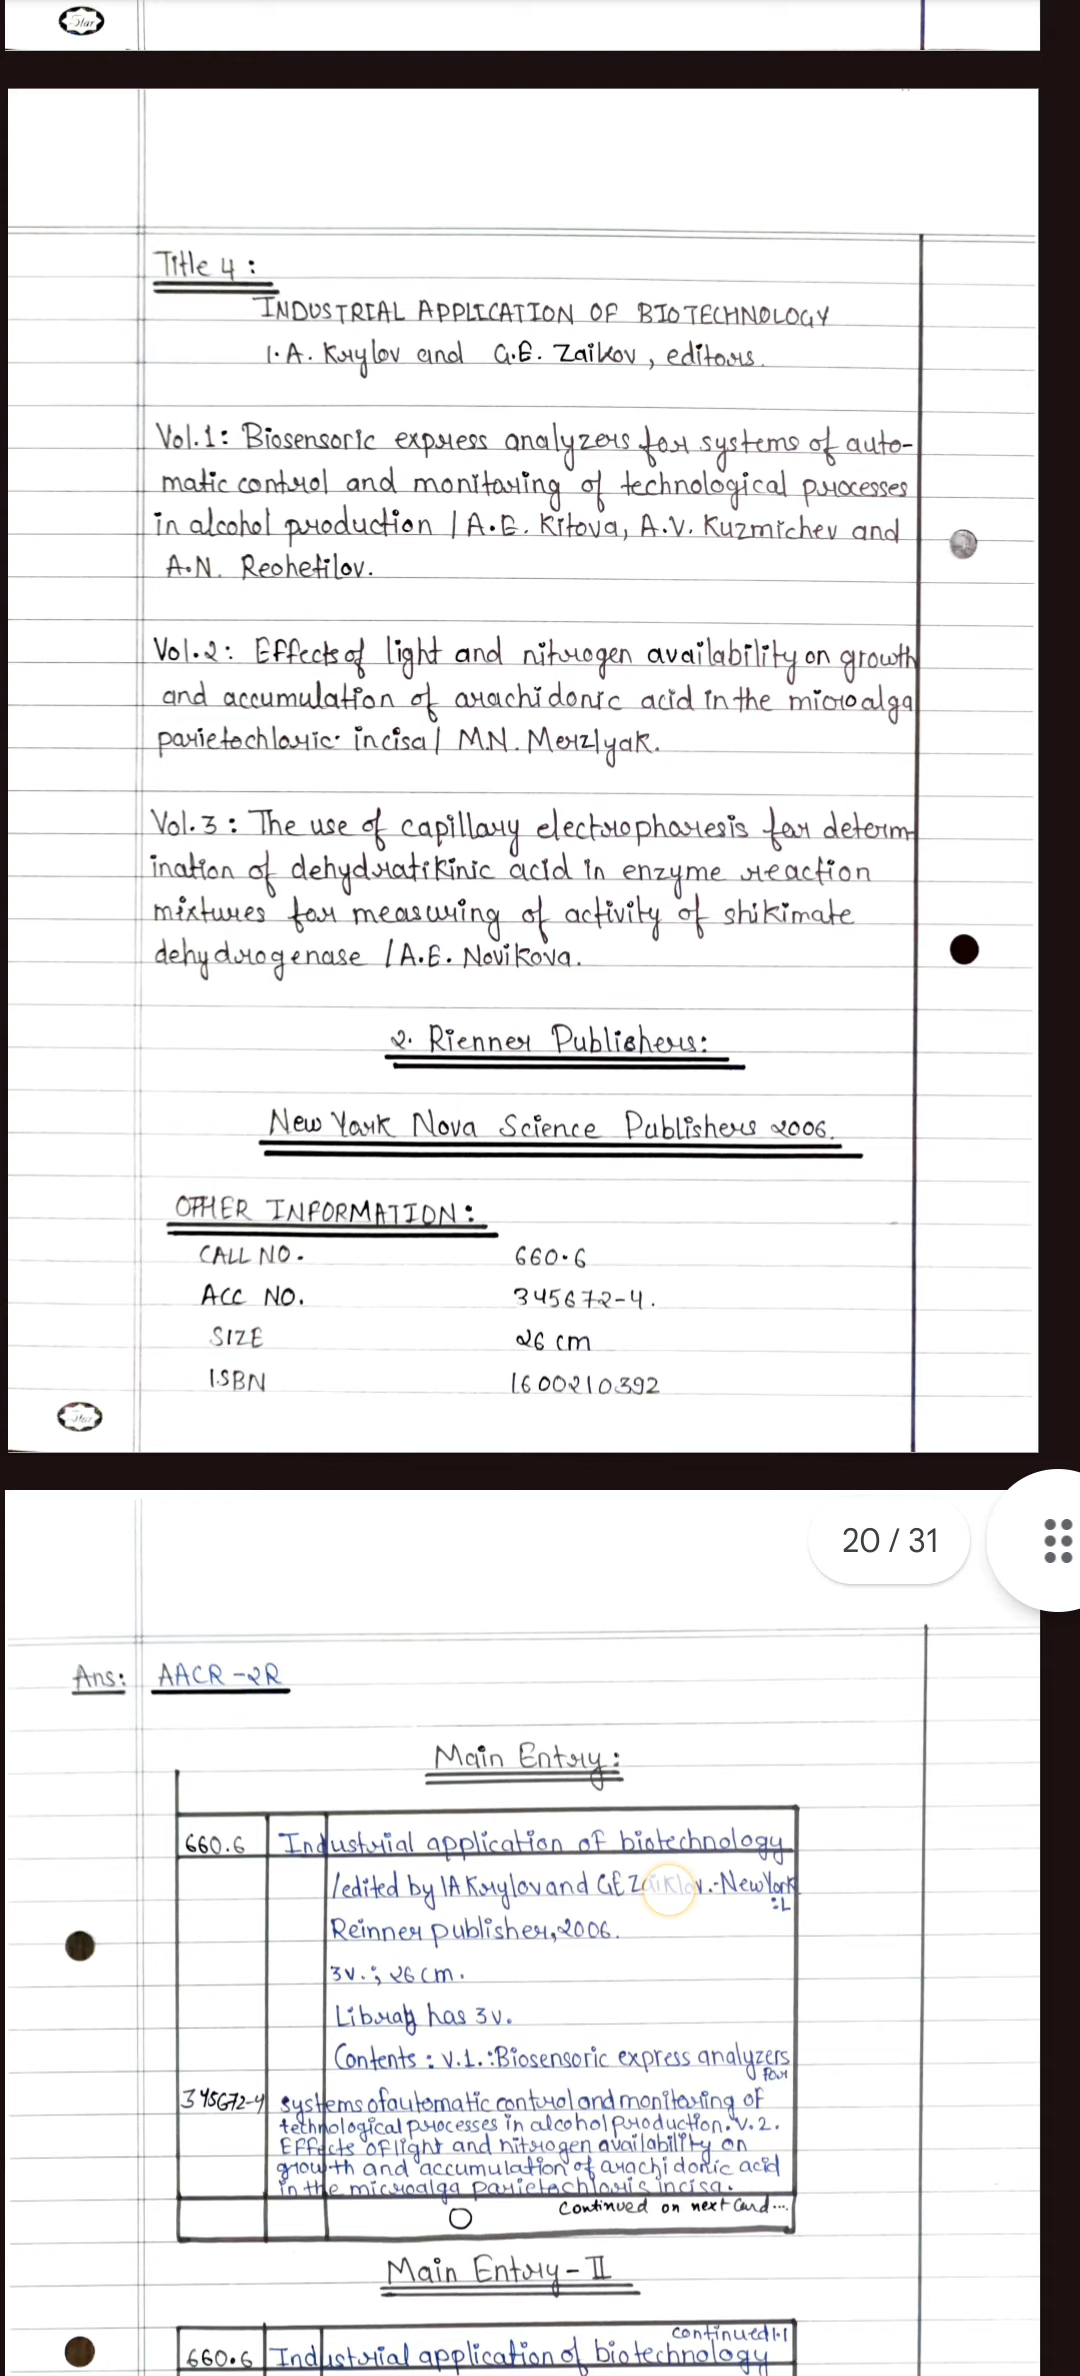 Star
Title 4 :
INDUSTRIAL APPLICATION OF BIOTECHNOLOGY
I.A. Krylov and G.E. Zaikov, editors.
Vol.1: Biosensoric express analyzers for systems of auto-
matic control and monitoring of technological processes
in alcohol production / A.E. Kitova, A.V. Kuzmichev and
A.N. Reohetilov.
Vol.2: Effects of light and nitrogen availability on growth
and accumulation of arachidonic acid in the microalga
parietochloric incisa / M.N. Merzlyak.
Vol.3 : The use of capillary electrophoresis for determ-
ination of dehydratikinic acid in enzyme reaction
mixtures for measuring of activity of shikimate
dehydrogenase / A.E. Novikova.
2. Rienner Publishers:
New York Nova Science Publishers 2006.
OTHER INFORMATION :
CALL NO. 660.6
ACC NO. 345672-4.
SIZE 26 cm
ISBN 1600210392
Star
20 / 31
Ans: AACR-2R
Main Entry:
660.6 Industrial application of biotechnology
/edited by IA Krylov and GE Zaiklov.-New York
:L
Reinner publisher, 2006.
3v. ; 26 cm.
Library has 3v.
Contents : v.1. : Biosensoric express analyzers
for
345672-4 systems of automatic control and monitoring of
technological processes in alcohol production. v.2.
Effects of light and nitrogen availability on
growth and accumulation of arachidonic acid
in the microalga parietochloris incisa.
Continued on next Card...
Main Entry-II
continued 1.1
660.6 Industrial application of biotechnology